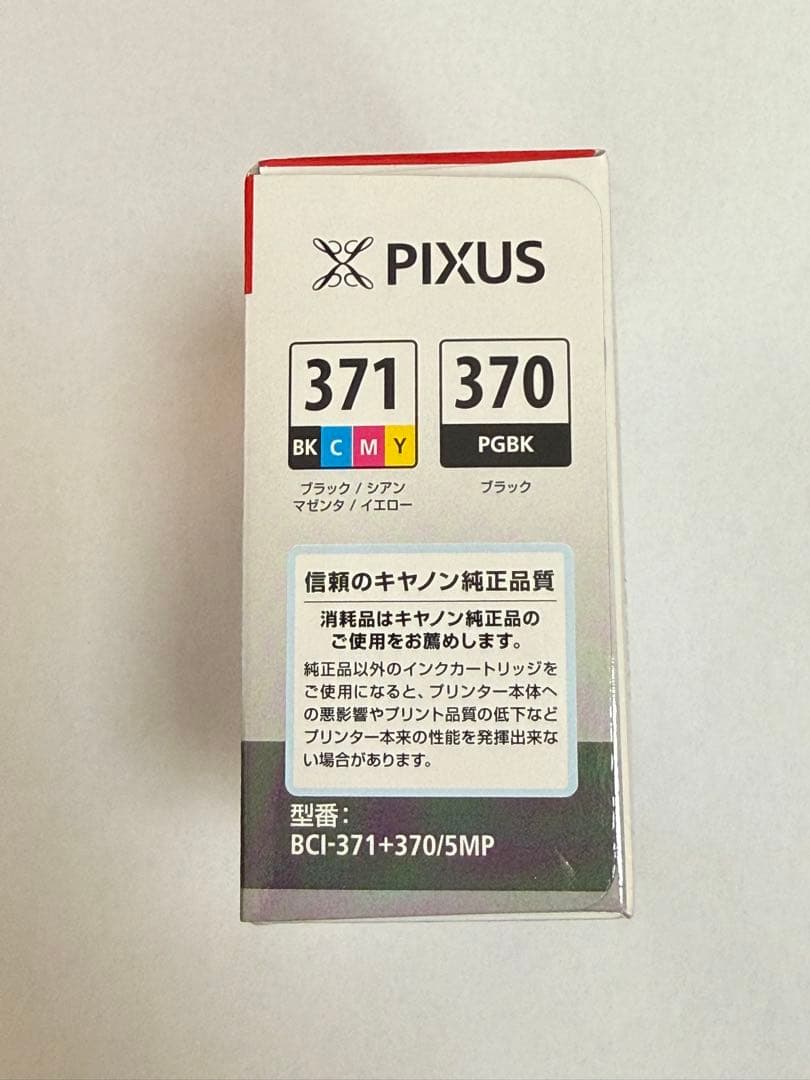 PIXUS
371
BK C M Y
ブラック / シアン
マゼンタ / イエロー
370
PGBK
ブラック
信頼のキヤノン純正品質
消耗品はキヤノン純正品の
ご使用をお薦めします。
純正品以外のインクカートリッジを
ご使用になると、プリンター本体へ
の悪影響やプリント品質の低下など
プリンター本来の性能を発揮出来な
い場合があります。
型番:
BCI-371+370/5MP